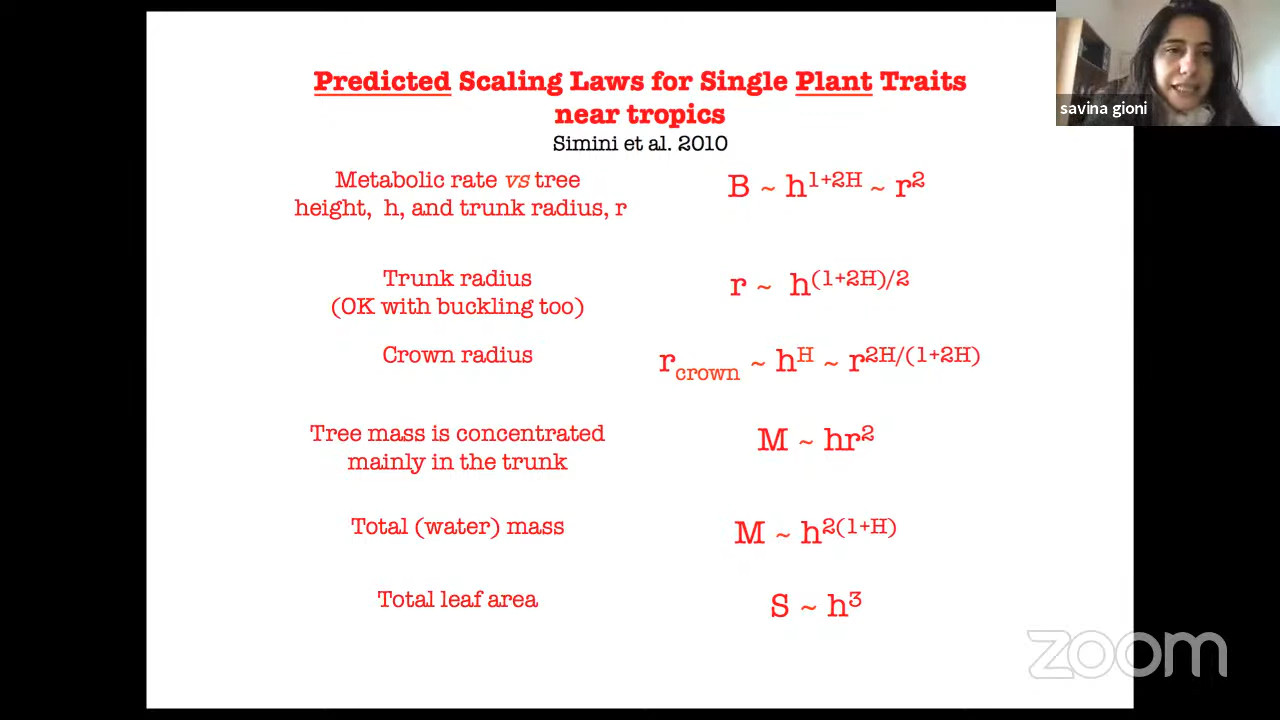 Predicted Scaling Laws for Single Plant Traits
near tropics
Simini et al. 2010
Metabolic rate vs tree
height, h, and trunk radius, r
B ~ h^{1+2H} ~ r^2
Trunk radius
(OK with buckling too)
r ~ h^{(1+2H)/2}
Crown radius
r_{crown} ~ h^H ~ r^{2H/(1+2H)}
Tree mass is concentrated
mainly in the trunk
M ~ hr^2
Total (water) mass
M ~ h^{2(1+H)}
Total leaf area
S ~ h^3
savina gioni
zoom